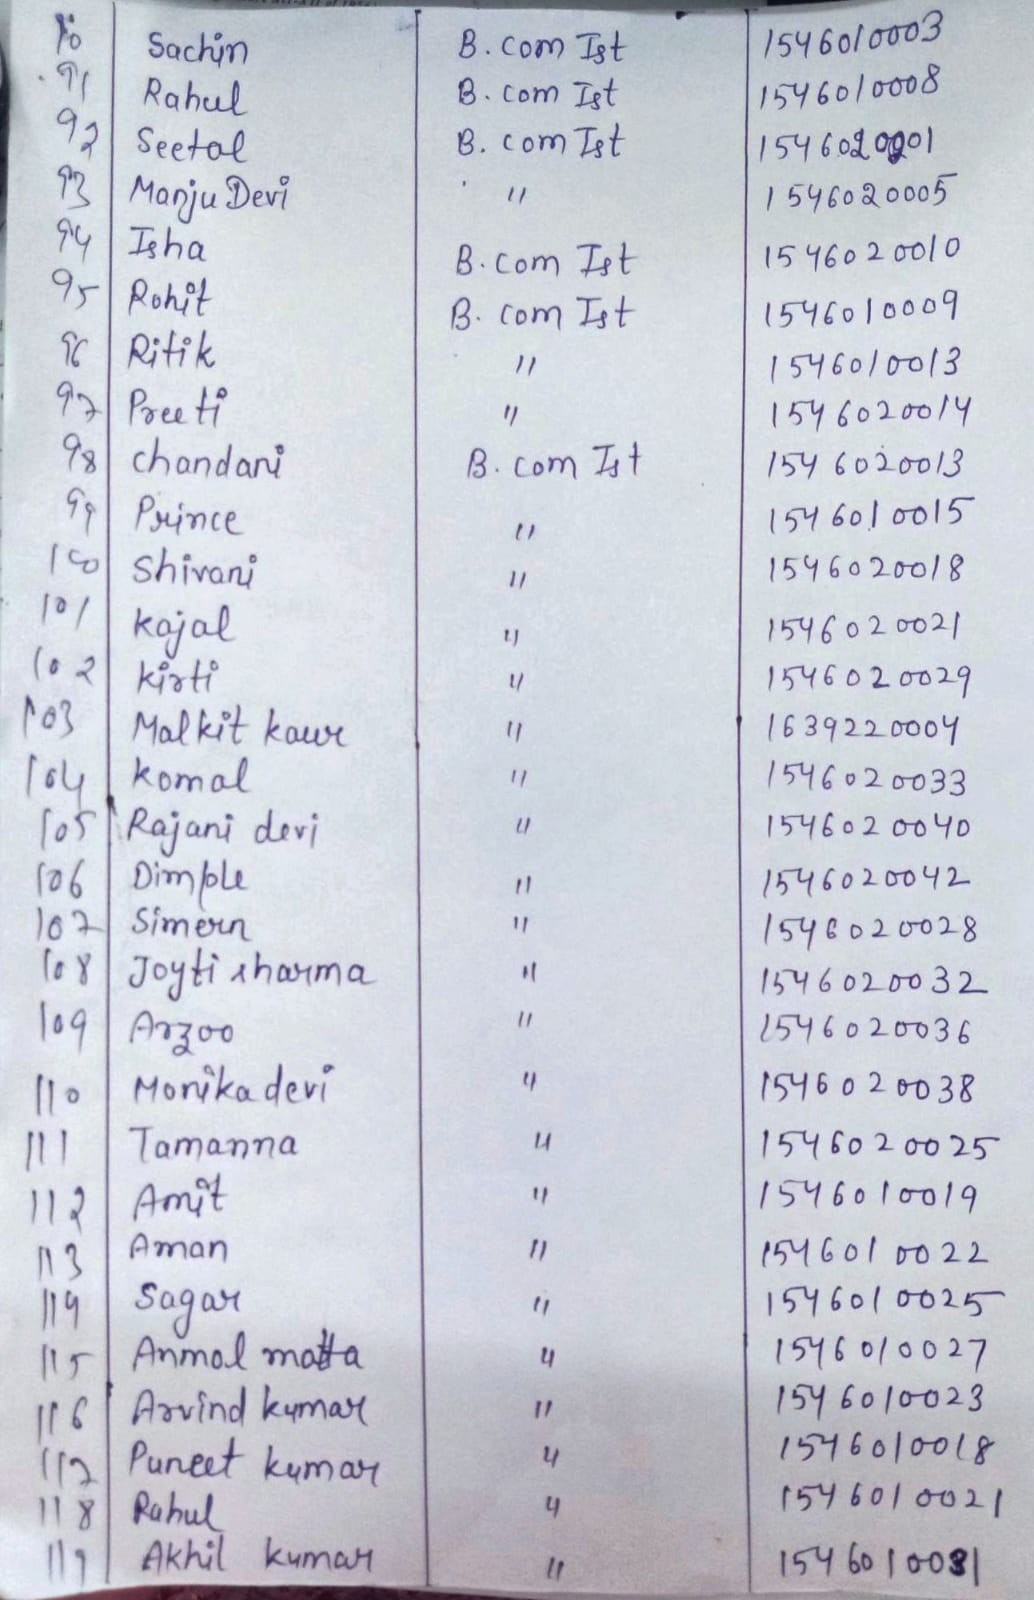 90 Sachin B.com Ist 1546010003
91 Rahul B.com Ist 1546010008
92 Seetal B.com Ist 1546020001
93 Manju Devi " 1546020005
94 Isha B.com Ist 1546020010
95 Rohit B.com Ist 1546010009
96 Ritik " 1546010013
97 Preeti " 1546020014
98 chandani B.com Ist 1546020013
99 Prince " 1546010015
100 Shivani " 1546020018
101 kajal " 1546020021
102 kirti " 1546020029
103 Malkit kaur " 1639220004
104 komal " 1546020033
105 Rajani devi " 1546020040
106 Dimple " 1546020042
107 Simern " 1546020028
108 Joyti sharma " 1546020032
109 Arzoo " 1546020036
110 Monika devi " 1546020038
111 Tamanna " 1546020025
112 Amit " 1546010019
113 Aman " 1546010022
114 Sagar " 1546010025
115 Anmol matta " 1546010027
116 Arvind kumar " 1546010023
117 Puneet kumar " 1546010018
118 Rahul " 1546010021
119 Akhil kumar " 1546010031